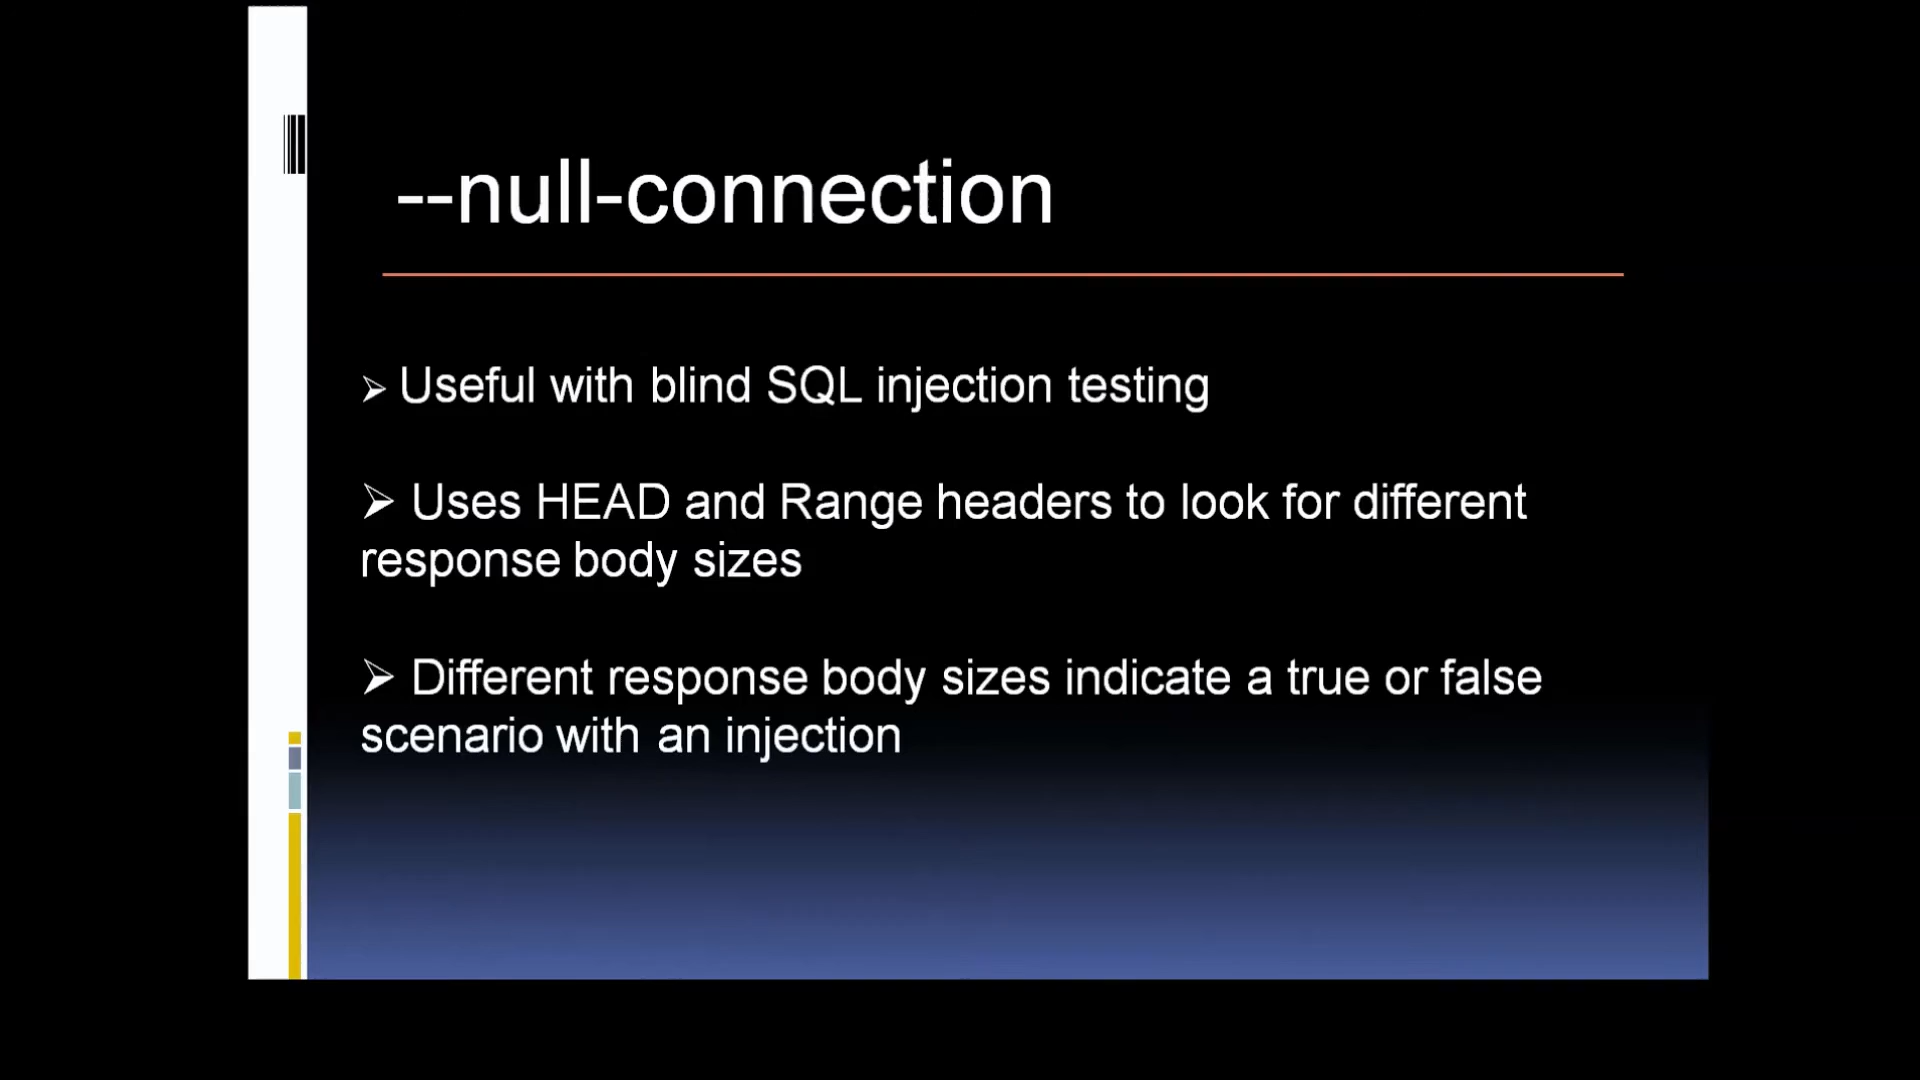 --null-connection
➢ Useful with blind SQL injection testing
➢ Uses HEAD and Range headers to look for different
response body sizes
➢ Different response body sizes indicate a true or false
scenario with an injection